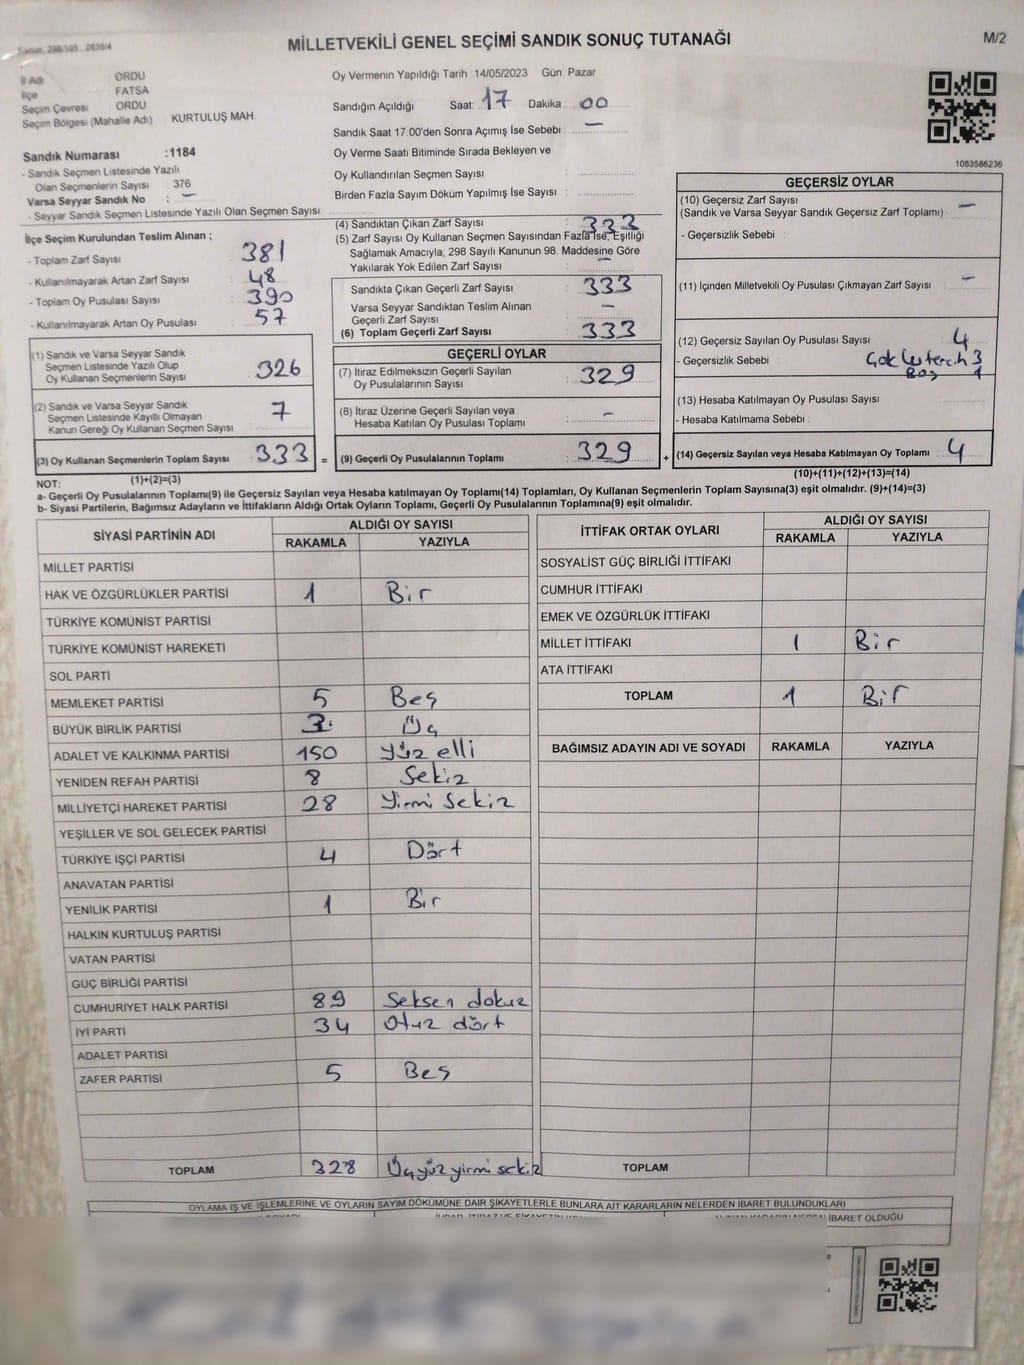 Kanun: 298/105 , 2839/4
MİLLETVEKİLİ GENEL SEÇİMİ SANDIK SONUÇ TUTANAĞI
M/2
İl Adı ORDU
İlçe FATSA
Seçim Çevresi ORDU
Seçim Bölgesi (Mahalle Adı) KURTULUŞ MAH
Sandık Numarası :1184
- Sandık Seçmen Listesinde Yazılı
Olan Seçmenlerin Sayısı : 376
Varsa Seyyar Sandık No : –
- Seyyar Sandık Seçmen Listesinde Yazılı Olan Seçmen Sayısı :
Oy Vermenin Yapıldığı Tarih :14/05/2023 Gün: Pazar
Sandığın Açıldığı Saat: 17 Dakika: 00
Sandık Saat 17.00'den Sonra Açımış İse Sebebi : –
Oy Verme Saati Bitiminde Sırada Bekleyen ve
Oy Kullandırılan Seçmen Sayısı :
Birden Fazla Sayım Döküm Yapılmış İse Sayısı :
1083586236
İlçe Seçim Kurulundan Teslim Alınan ;
- Toplam Zarf Sayısı : 381
- Kullanılmayarak Artan Zarf Sayısı : 48
- Toplam Oy Pusulası Sayısı : 390
- Kullanılmayarak Artan Oy Pusulası : 57
(1) Sandık ve Varsa Seyyar Sandık
Seçmen Listesinde Yazılı Olup
Oy Kullanan Seçmenlerin Sayısı : 326
(2) Sandık ve Varsa Seyyar Sandık
Seçmen Listesinde Kayıtlı Olmayan
Kanun Gereği Oy Kullanan Seçmen Sayısı : 7
(3) Oy Kullanan Seçmenlerin Toplam Sayısı : 333 =
(1)+(2)=(3)
(4) Sandıktan Çıkan Zarf Sayısı : 333
(5) Zarf Sayısı Oy Kullanan Seçmen Sayısından Fazla ise, Eşitliği
Sağlamak Amacıyla, 298 Sayılı Kanunun 98. Maddesine Göre
Yakılarak Yok Edilen Zarf Sayısı : –
Sandıkta Çıkan Geçerli Zarf Sayısı : 333
Varsa Seyyar Sandıktan Teslim Alınan
Geçerli Zarf Sayısı : –
(6) Toplam Geçerli Zarf Sayısı : 333
GEÇERLİ OYLAR
(7) İtiraz Edilmeksizin Geçerli Sayılan
Oy Pusulalarının Sayısı : 329
(8) İtiraz Üzerine Geçerli Sayılan veya
Hesaba Katılan Oy Pusulası Toplamı : –
(9) Geçerli Oy Pusulalarının Toplamı : 329 +
GEÇERSİZ OYLAR
(10) Geçersiz Zarf Sayısı
(Sandık ve Varsa Seyyar Sandık Geçersiz Zarf Toplamı) : –
- Geçersizlik Sebebi :
(11) İçinden Milletvekili Oy Pusulası Çıkmayan Zarf Sayısı : –
(12) Geçersiz Sayılan Oy Pusulası Sayısı : 4
- Geçersizlik Sebebi : Çok 3
Boş 1
(13) Hesaba Katılmayan Oy Pusulası Sayısı :
- Hesaba Katılmama Sebebi :
(14) Geçersiz Sayılan veya Hesaba Katılmayan Oy Toplamı : 4
(10)+(11)+(12)+(13)=(14)
NOT:
a- Geçerli Oy Pusulalarının Toplamı(9) ile Geçersiz Sayılan veya Hesaba katılmayan Oy Toplamı(14) Toplamları, Oy Kullanan Seçmenlerin Toplam Sayısına(3) eşit olmalıdır. (9)+(14)=(3)
b- Siyasi Partilerin, Bağımsız Adayların ve İttifakların Aldığı Ortak Oyların Toplamı, Geçerli Oy Pusulalarının Toplamına(9) eşit olmalıdır.
SİYASİ PARTİNİN ADI ALDIĞI OY SAYISI
RAKAMLA YAZIYLA
MİLLET PARTİSİ
HAK VE ÖZGÜRLÜKLER PARTİSİ 1 Bir
TÜRKİYE KOMÜNİST PARTİSİ
TÜRKİYE KOMÜNİST HAREKETİ
SOL PARTİ
MEMLEKET PARTİSİ 5 Beş
BÜYÜK BİRLİK PARTİSİ 3 Üç
ADALET VE KALKINMA PARTİSİ 150 Yüz elli
YENİDEN REFAH PARTİSİ 8 Sekiz
MİLLİYETÇİ HAREKET PARTİSİ 28 Yirmi Sekiz
YEŞİLLER VE SOL GELECEK PARTİSİ
TÜRKİYE İŞÇİ PARTİSİ 4 Dört
ANAVATAN PARTİSİ
YENİLİK PARTİSİ 1 Bir
HALKIN KURTULUŞ PARTİSİ
VATAN PARTİSİ
GÜÇ BİRLİĞİ PARTİSİ
CUMHURİYET HALK PARTİSİ 89 Seksen dokuz
İYİ PARTİ 34 Otuz dört
ADALET PARTİSİ
ZAFER PARTİSİ 5 Beş
TOPLAM 328 Üçyüz yirmi sekiz
İTTİFAK ORTAK OYLARI ALDIĞI OY SAYISI
RAKAMLA YAZIYLA
SOSYALİST GÜÇ BİRLİĞİ İTTİFAKI
CUMHUR İTTİFAKI
EMEK VE ÖZGÜRLÜK İTTİFAKI
MİLLET İTTİFAKI 1 Bir
ATA İTTİFAKI
TOPLAM 1 Bir
BAĞIMSIZ ADAYIN ADI VE SOYADI RAKAMLA YAZIYLA
TOPLAM
OYLAMA İŞ VE İŞLEMLERİNE VE OYLARIN SAYIM DÖKÜMÜNE DAİR ŞİKAYETLERLE BUNLARA AİT KARARLARIN NELERDEN İBARET BULUNDUKLARI
İBARET OLDUĞU